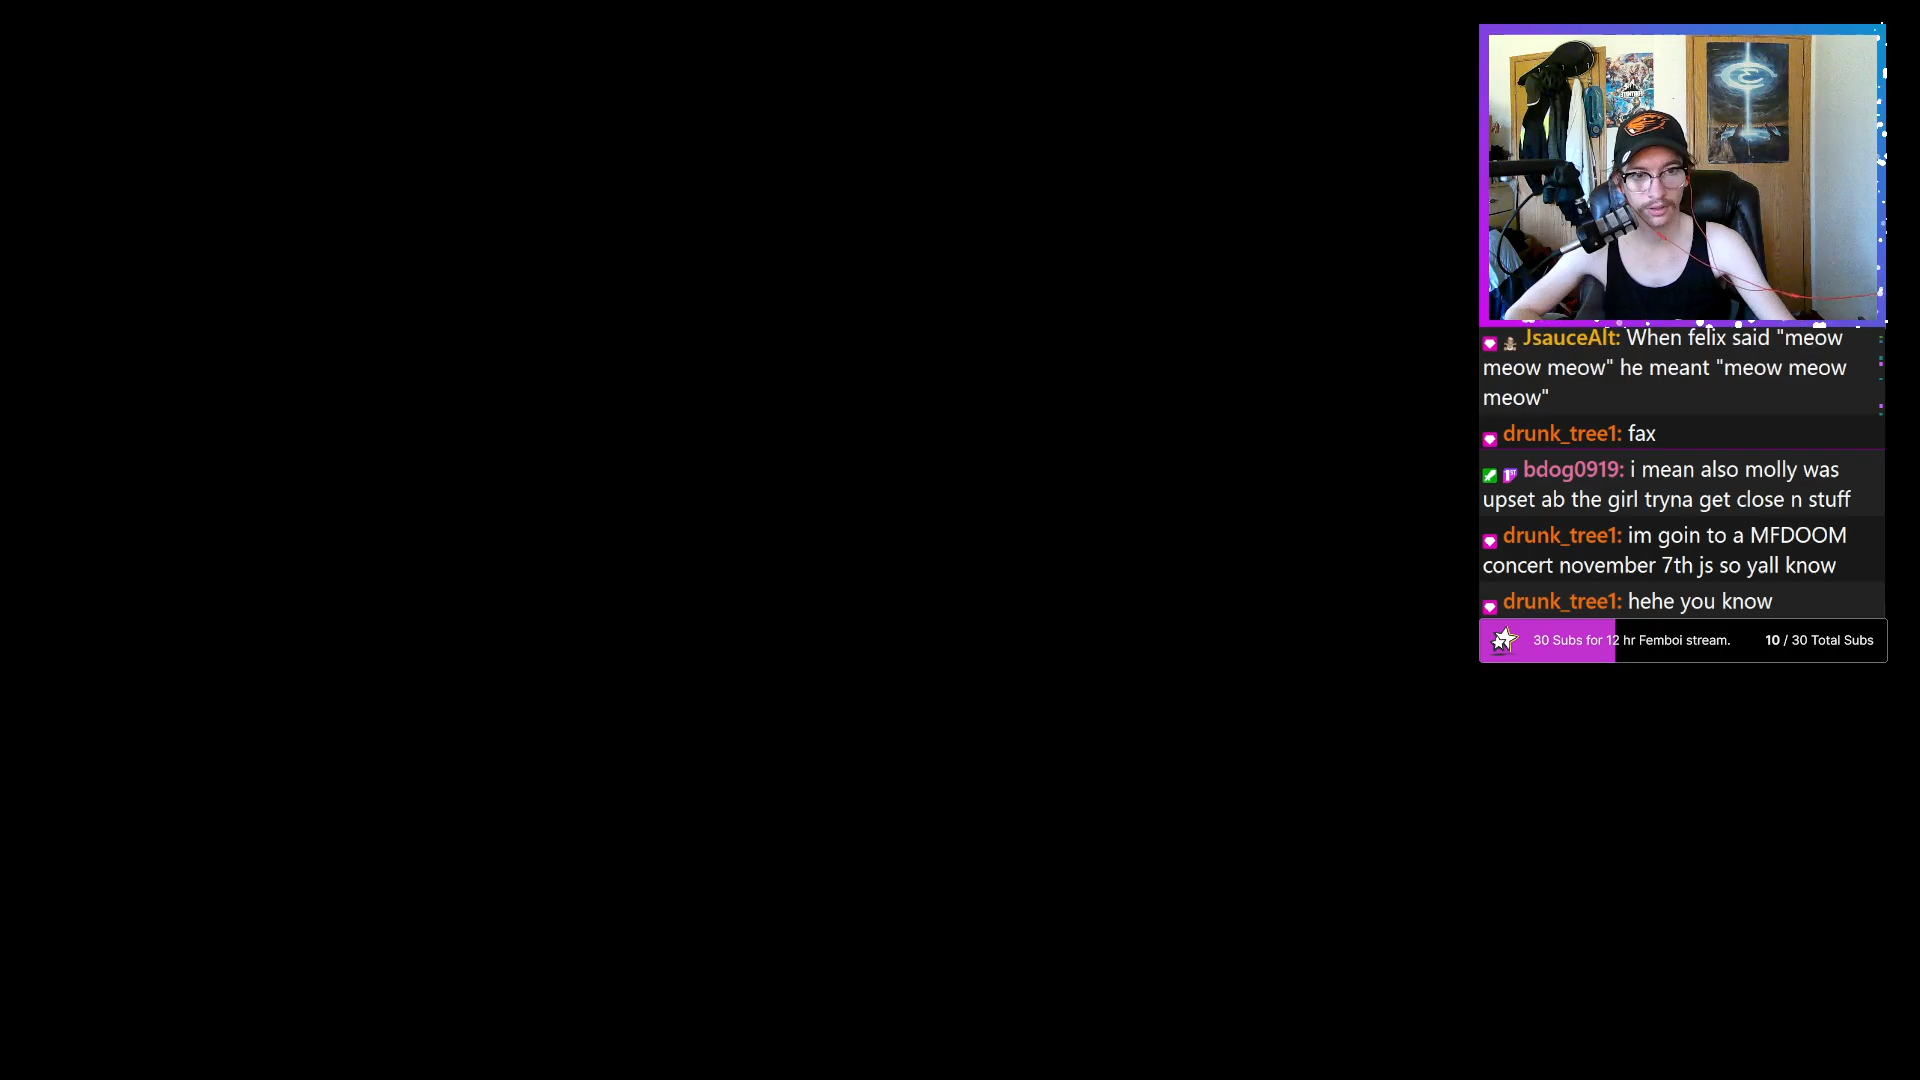 JsauceAlt: When felix said "meow
meow meow" he meant "meow meow
meow"
drunk_tree1: fax
bdog0919: i mean also molly was
upset ab the girl tryna get close n stuff
drunk_tree1: im goin to a MFDOOM
concert november 7th js so yall know
drunk_tree1: hehe you know
30 Subs for 12 hr Femboi stream. 10 / 30 Total Subs